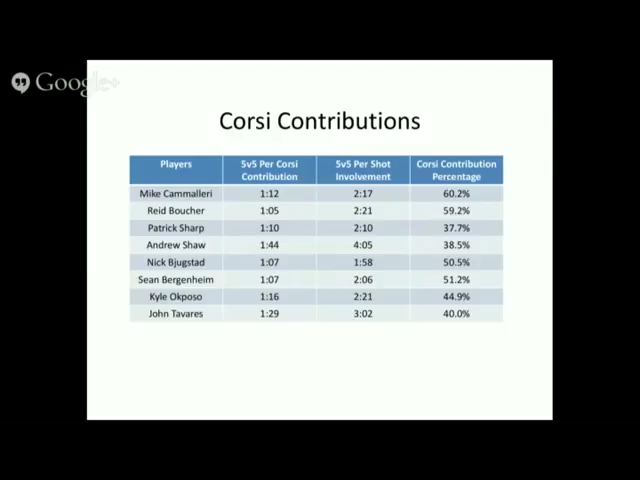 Google+
Corsi Contributions
Players 5v5 Per Corsi Contribution 5v5 Per Shot Involvement Corsi Contribution Percentage
Mike Cammalleri 1:12 2:17 60.2%
Reid Boucher 1:05 2:21 59.2%
Patrick Sharp 1:10 2:10 37.7%
Andrew Shaw 1:44 4:05 38.5%
Nick Bjugstad 1:07 1:58 50.5%
Sean Bergenheim 1:07 2:06 51.2%
Kyle Okposo 1:16 2:21 44.9%
John Tavares 1:29 3:02 40.0%